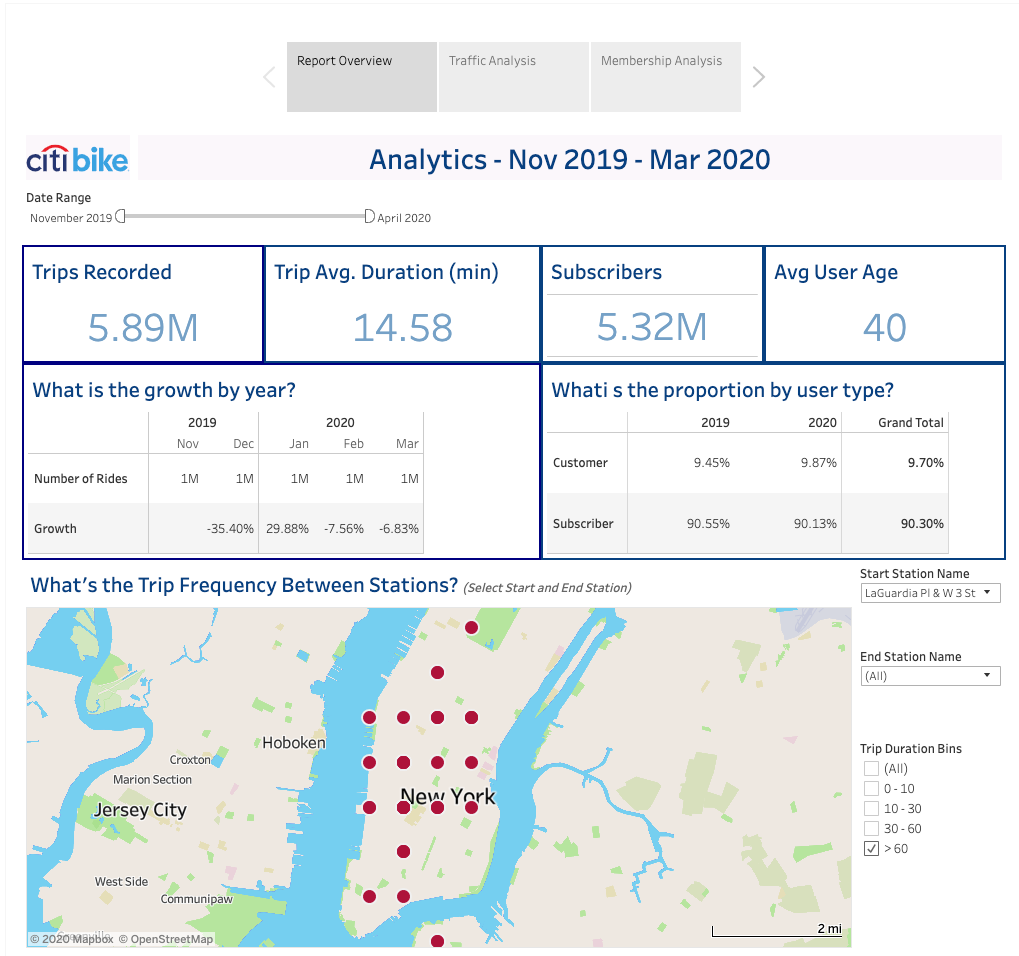 Report Overview
Traffic Analysis
Membership Analysis
citi bike
Analytics - Nov 2019 - Mar 2020
Date Range
November 2019
April 2020
Trips Recorded
5.89M
Trip Avg. Duration (min)
14.58
Subscribers
5.32M
Avg User Age
40
What is the growth by year?
2019 2020
Nov Dec Jan Feb Mar
Number of Rides 1M 1M 1M 1M 1M
Growth -35.40% 29.88% -7.56% -6.83%
Whati s the proportion by user type?
2019 2020 Grand Total
Customer 9.45% 9.87% 9.70%
Subscriber 90.55% 90.13% 90.30%
What's the Trip Frequency Between Stations? (Select Start and End Station)
Hoboken
Croxton
Marion Section
New York
Jersey City
West Side
Communipaw
© 2020 Mapbox © OpenStreetMap
2 mi
Start Station Name
LaGuardia Pl & W 3 St
End Station Name
(All)
Trip Duration Bins
(All)
0 - 10
10 - 30
30 - 60
> 60